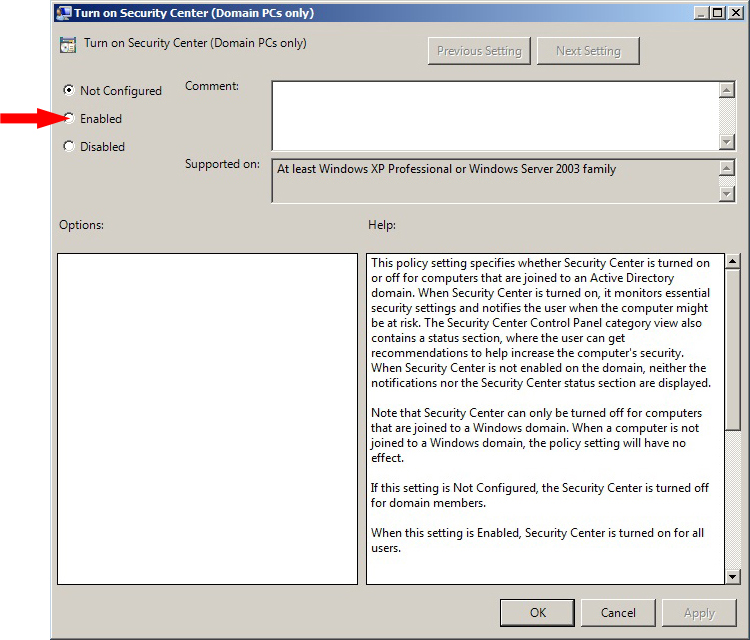 Turn on Security Center (Domain PCs only)
Turn on Security Center (Domain PCs only)
Previous Setting
Next Setting
Not Configured
Enabled
Disabled
Comment:
Supported on:
At least Windows XP Professional or Windows Server 2003 family
Options:
Help:
This policy setting specifies whether Security Center is turned on
or off for computers that are joined to an Active Directory
domain. When Security Center is turned on, it monitors essential
security settings and notifies the user when the computer might
be at risk. The Security Center Control Panel category view also
contains a status section, where the user can get
recommendations to help increase the computer's security.
When Security Center is not enabled on the domain, neither the
notifications nor the Security Center status section are displayed.
Note that Security Center can only be turned off for computers
that are joined to a Windows domain. When a computer is not
joined to a Windows domain, the policy setting will have no
effect.
If this setting is Not Configured, the Security Center is turned off
for domain members.
When this setting is Enabled, Security Center is turned on for all
users.
OK
Cancel
Apply